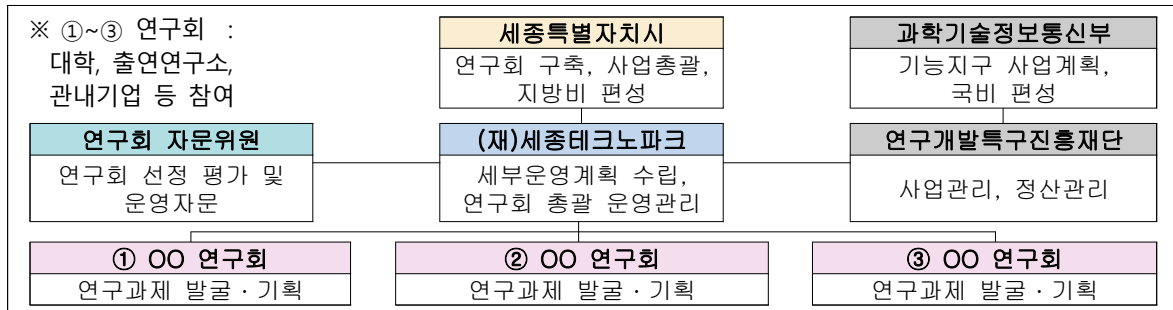 ※ ①~③ 연구회 :
대학, 출연연구소,
관내기업 등 참여
세종특별자치시
연구회 구축, 사업총괄,
지방비 편성
과학기술정보통신부
기능지구 사업계획,
국비 편성
연구회 자문위원
연구회 선정 평가 및
운영자문
(재)세종테크노파크
세부운영계획 수립,
연구회 총괄 운영관리
연구개발특구진흥재단
사업관리, 정산관리
① OO 연구회
연구과제 발굴·기획
② OO 연구회
연구과제 발굴·기획
③ OO 연구회
연구과제 발굴·기획